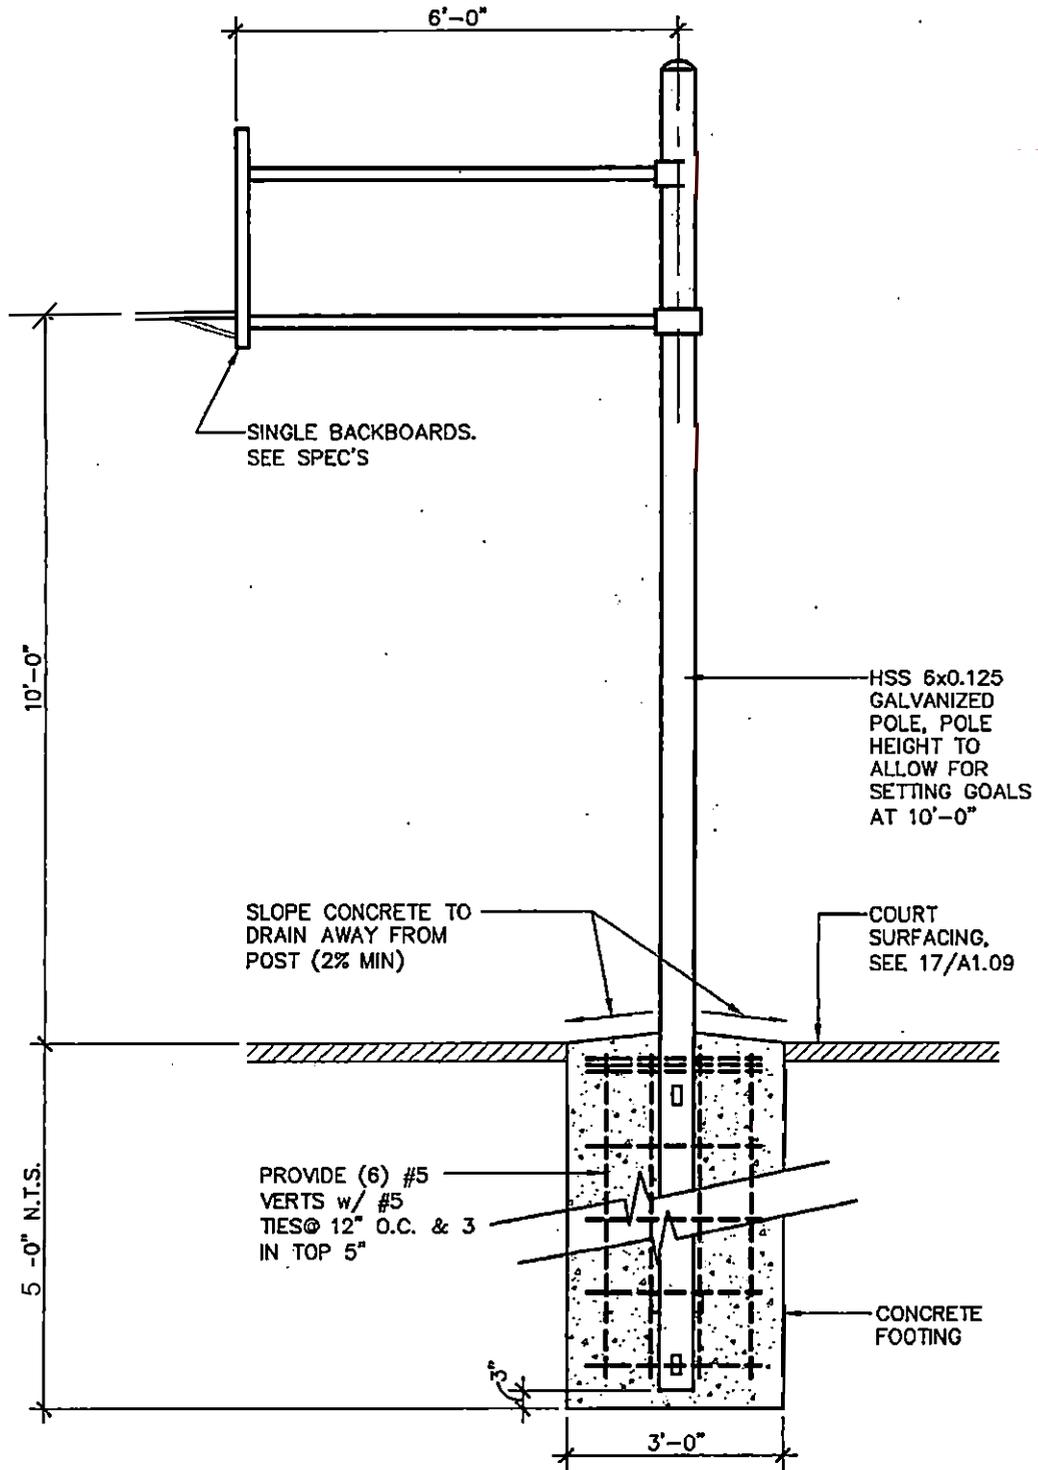 6'-0"
SINGLE BACKBOARDS.
SEE SPEC'S
10'-0"
HSS 6x0.125
GALVANIZED
POLE, POLE
HEIGHT TO
ALLOW FOR
SETTING GOALS
AT 10'-0"
SLOPE CONCRETE TO
DRAIN AWAY FROM
POST (2% MIN)
COURT
SURFACING,
SEE 17/A1.09
PROVIDE (6) #5
VERTS w/ #5
TIES@ 12" O.C. & 3
IN TOP 5"
5 -0" N.T.S.
CONCRETE
FOOTING
3"
3'-0"